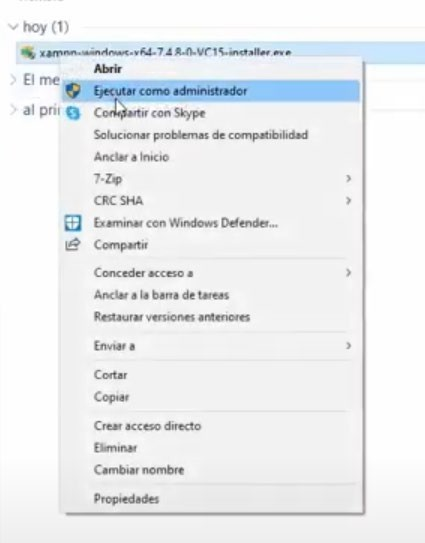 hoy (1)
xampp-windows-x64-7.4.8-0-VC15-installer.exe
El me
al prin
Abrir
Ejecutar como administrador
Compartir con Skype
Solucionar problemas de compatibilidad
Anclar a Inicio
7-Zip
CRC SHA
Examinar con Windows Defender...
Compartir
Conceder acceso a
Anclar a la barra de tareas
Restaurar versiones anteriores
Enviar a
Cortar
Copiar
Crear acceso directo
Eliminar
Cambiar nombre
Propiedades